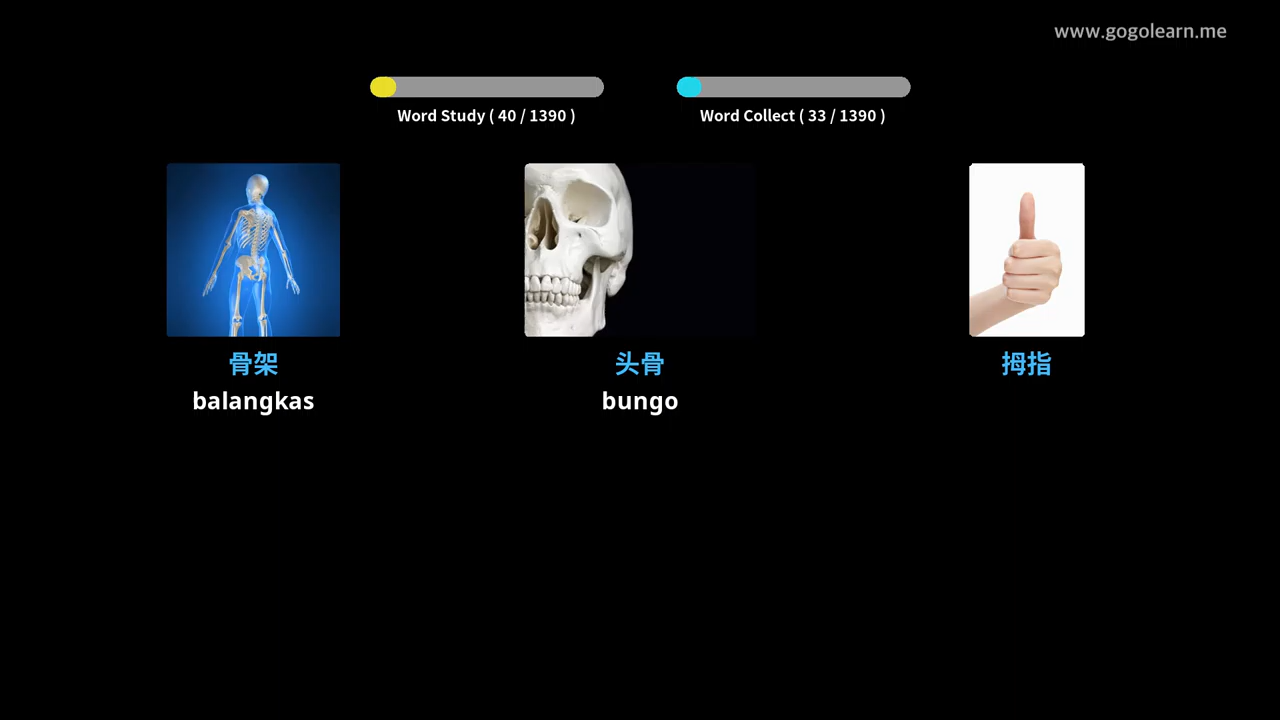 www.gogolearn.me
Word Study ( 40 / 1390 )
Word Collect ( 33 / 1390 )
骨架
头骨
拇指
balangkas
bungo